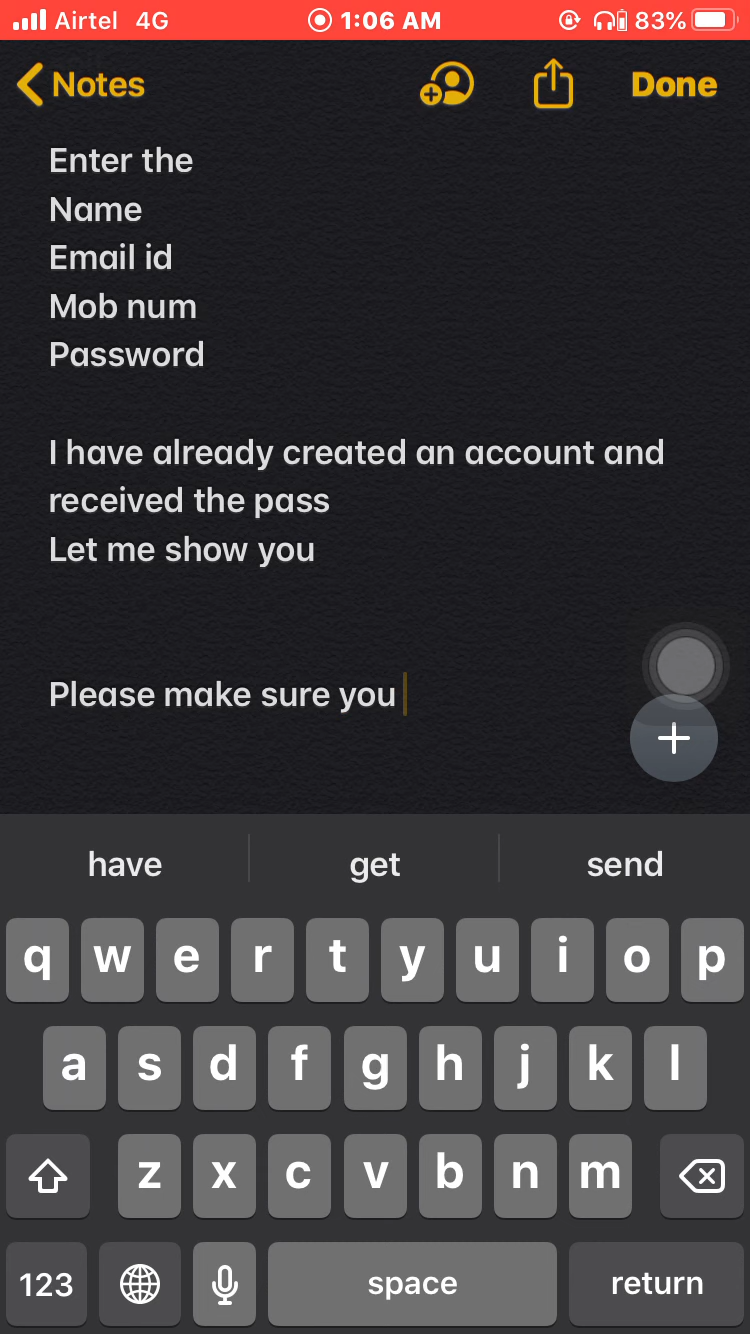 Airtel 4G 1:06 AM 83%
Notes Done
Enter the
Name
Email id
Mob num
Password
I have already created an account and
received the pass
Let me show you
Please make sure you
have get send
q w e r t y u i o p
a s d f g h j k l
z x c v b n m
123 space return